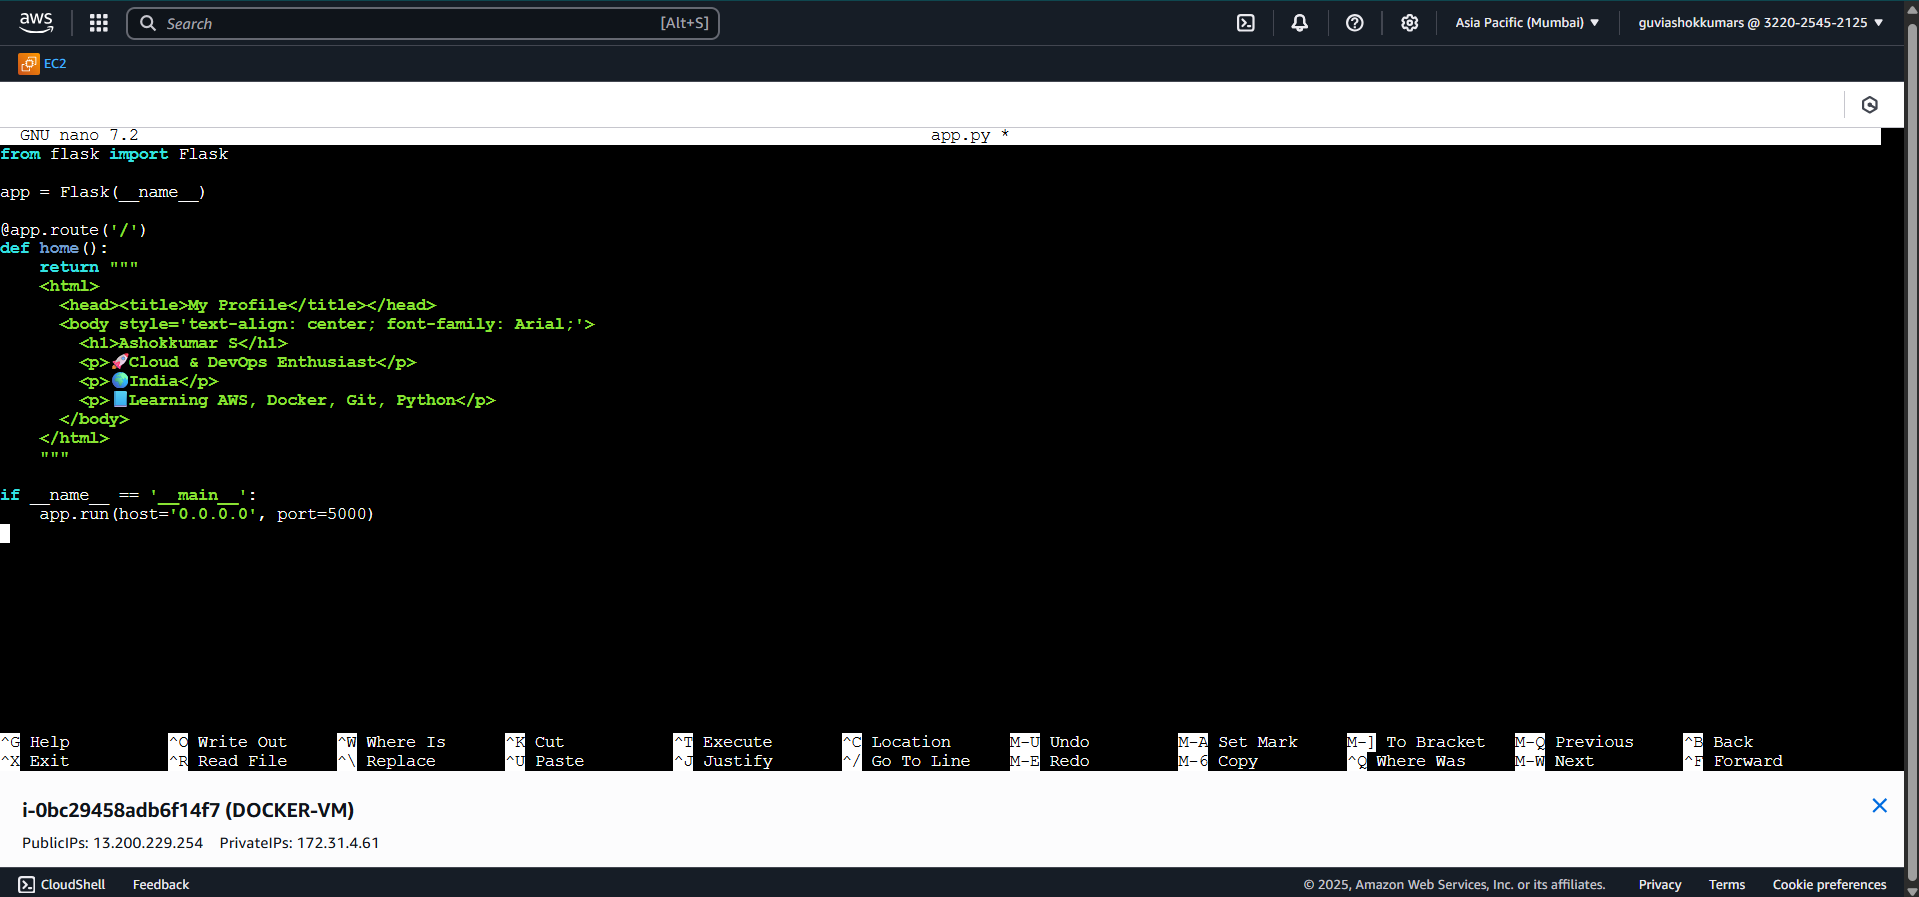 aws Search [Alt+S] Asia Pacific (Mumbai) ▼ guviashokkumars @ 3220-2545-2125 ▼
EC2
GNU nano 7.2 app.py *
from flask import Flask
app = Flask(__name__)
@app.route('/')
def home():
    return """
    <html>
      <head><title>My Profile</title></head>
      <body style='text-align: center; font-family: Arial;'>
        <h1>Ashokkumar S</h1>
        <p>🚀Cloud & DevOps Enthusiast</p>
        <p>🌍India</p>
        <p>📘Learning AWS, Docker, Git, Python</p>
      </body>
    </html>
    """
if __name__ == '__main__':
    app.run(host='0.0.0.0', port=5000)
^G Help ^O Write Out ^W Where Is ^K Cut ^T Execute ^C Location M-U Undo M-A Set Mark M-] To Bracket M-Q Previous ^B Back
^X Exit ^R Read File ^\ Replace ^U Paste ^J Justify ^/ Go To Line M-E Redo M-6 Copy ^Q Where Was M-W Next ^F Forward
i-0bc29458adb6f14f7 (DOCKER-VM)
PublicIPs: 13.200.229.254 PrivateIPs: 172.31.4.61
CloudShell Feedback © 2025, Amazon Web Services, Inc. or its affiliates. Privacy Terms Cookie preferences